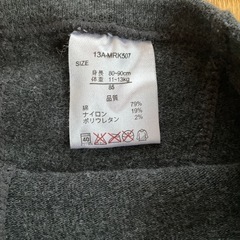 13A-MRK507
SIZE
身長 80~90cm
体重 11~13kg
85
品質
綿 79%
ナイロン 19%
ポリウレタン 2%